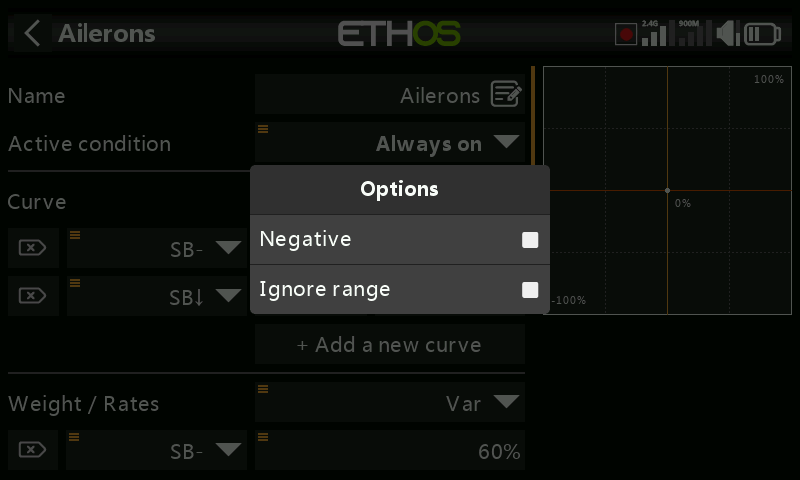 Ailerons
ETHOS
2.4G
900M
Name
Ailerons
Active condition
Always on
100%
Options
Negative
Ignore range
Curve
SB-
SB↓
0%
-100%
+ Add a new curve
Weight / Rates
Var
SB-
60%